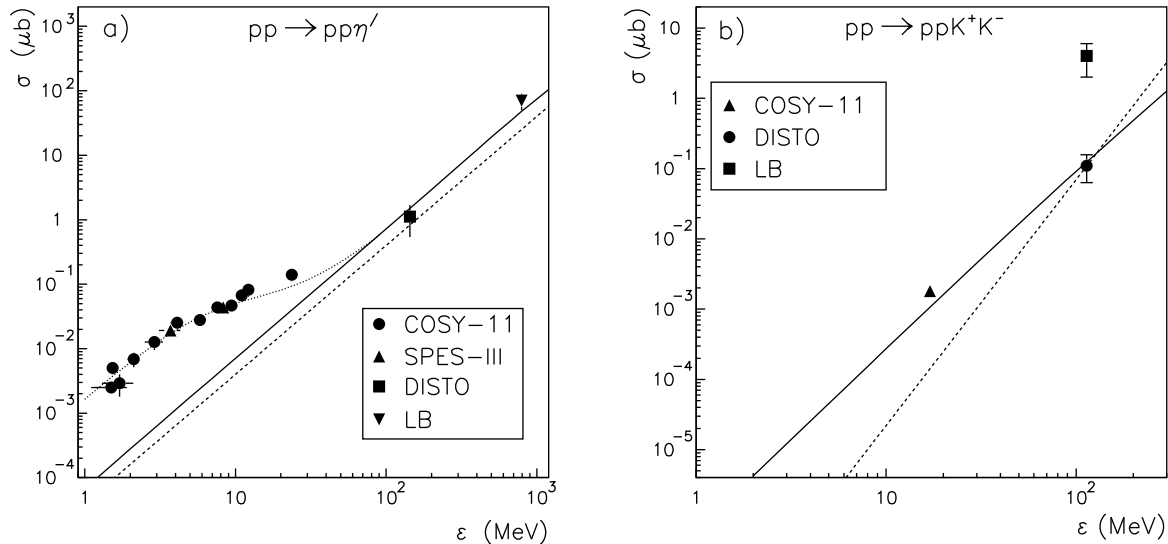 a)
pp → ppη′
σ (μb)
10³
10²
10
1
10⁻¹
10⁻²
10⁻³
10⁻⁴
COSY−11
SPES−III
DISTO
LB
1 10 10² 10³
ε (MeV)
b)
pp → ppK⁺K⁻
σ (μb)
10
1
10⁻¹
10⁻²
10⁻³
10⁻⁴
10⁻⁵
COSY−11
DISTO
LB
1 10 10²
ε (MeV)